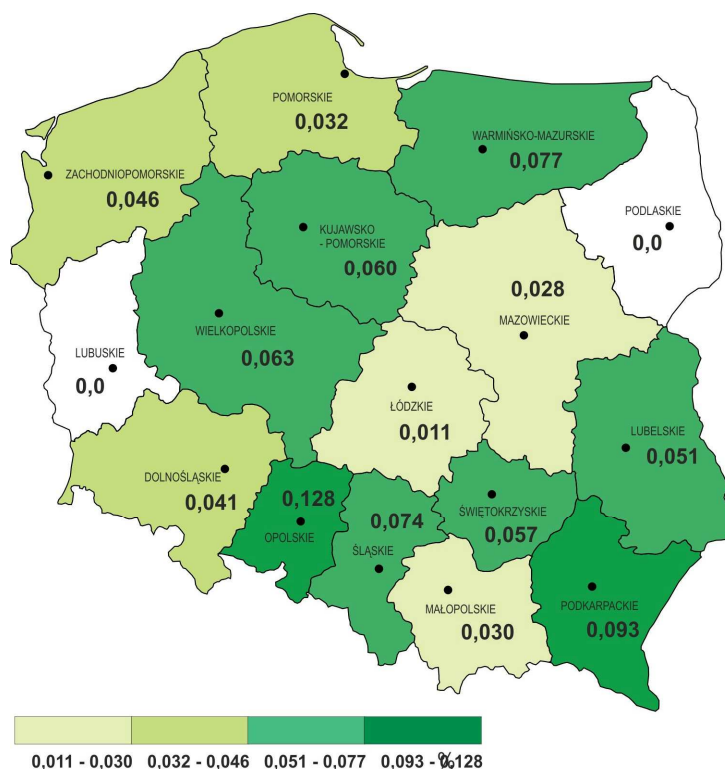 POMORSKIE
0,032
WARMIŃSKO-MAZURSKIE
0,077
ZACHODNIOPOMORSKIE
0,046
PODLASKIE
0,0
KUJAWSKO
- POMORSKIE
0,060
0,028
MAZOWIECKIE
WIELKOPOLSKIE
0,063
LUBUSKIE
0,0
ŁÓDZKIE
0,011
LUBELSKIE
0,051
DOLNOŚLĄSKIE
0,041
0,128
OPOLSKIE
0,074
ŚLĄSKIE
ŚWIĘTOKRZYSKIE
0,057
MAŁOPOLSKIE
0,030
PODKARPACKIE
0,093
0,011 - 0,030 0,032 - 0,046 0,051 - 0,077 0,093 - 0,128
%